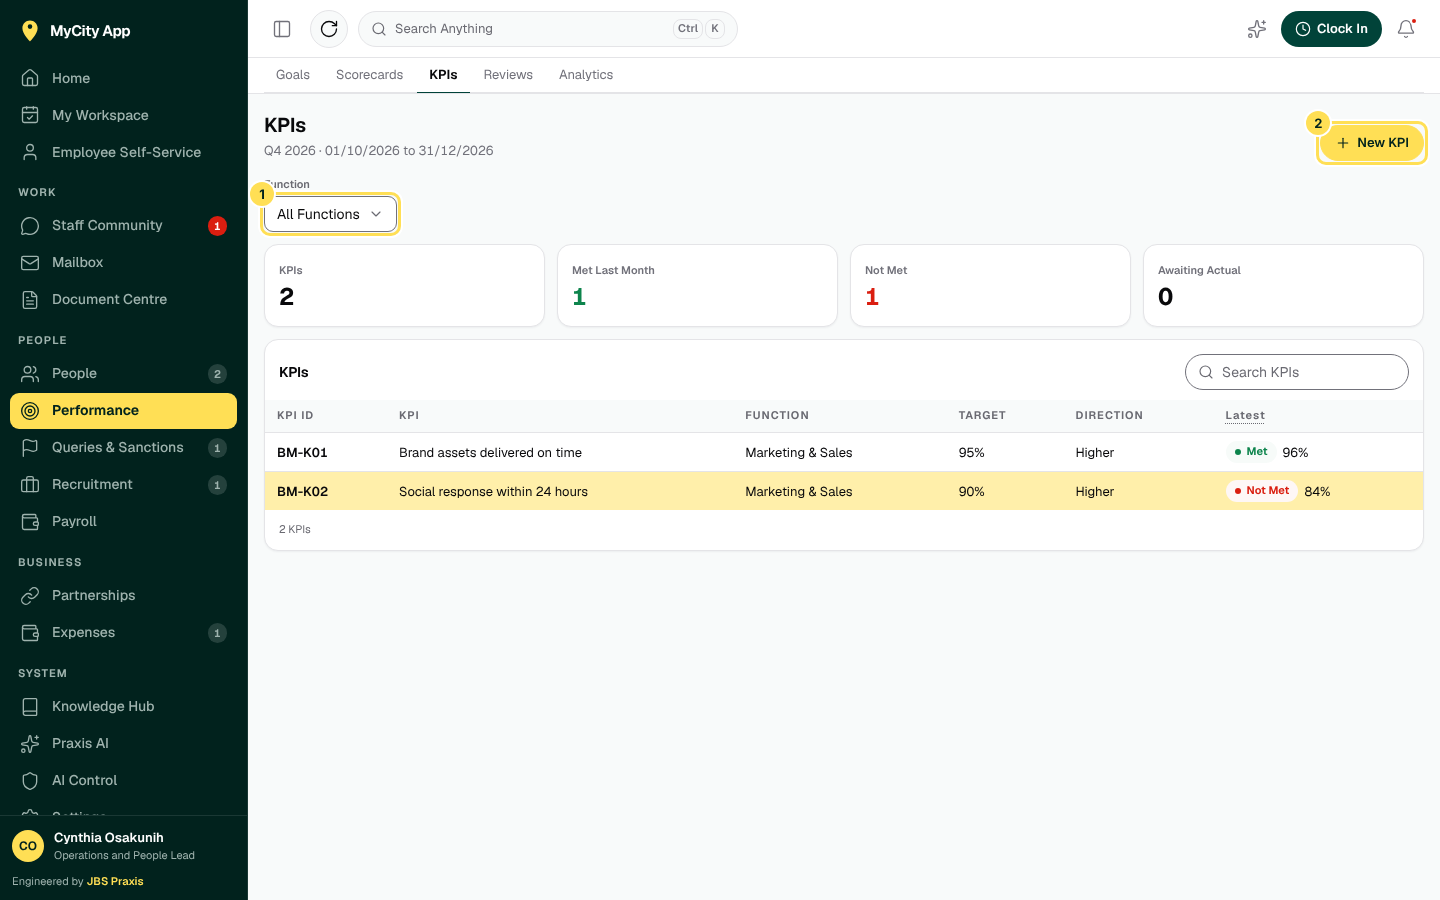 MyCity App
Home
My Workspace
Employee Self-Service
WORK
Staff Community 1
Mailbox
Document Centre
PEOPLE
People 2
Performance
Queries & Sanctions 1
Recruitment 1
Payroll
BUSINESS
Partnerships
Expenses 1
SYSTEM
Knowledge Hub
Praxis AI
AI Control
CO Cynthia Osakunih
Operations and People Lead
Engineered by JBS Praxis
Search Anything Ctrl K
Clock In
Goals Scorecards KPIs Reviews Analytics
KPIs
Q4 2026 · 01/10/2026 to 31/12/2026
2
+ New KPI
Function
1
All Functions
KPIs
2
Met Last Month
1
Not Met
1
Awaiting Actual
0
KPIs
Search KPIs
KPI ID KPI FUNCTION TARGET DIRECTION Latest
BM-K01 Brand assets delivered on time Marketing & Sales 95% Higher Met 96%
BM-K02 Social response within 24 hours Marketing & Sales 90% Higher Not Met 84%
2 KPIs